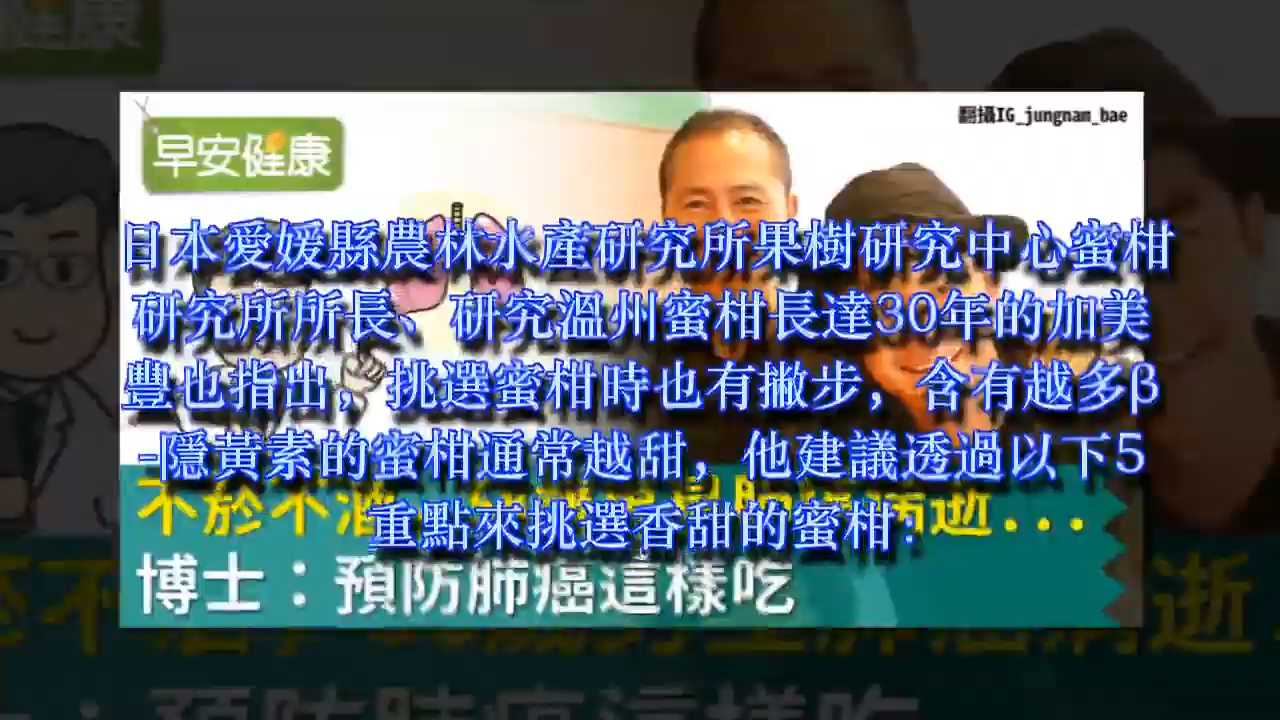 翻攝IG_jungnam_bae
早安健康
日本愛媛縣農林水產研究所果樹研究中心蜜柑
研究所所長、研究溫州蜜柑長達30年的加美
豐也指出，挑選蜜柑時也有撇步，含有越多β
-隱黃素的蜜柑通常越甜，他建議透過以下5
重點來挑選香甜的蜜柑：
不菸不酒
逝...
博士：預防肺癌這樣吃